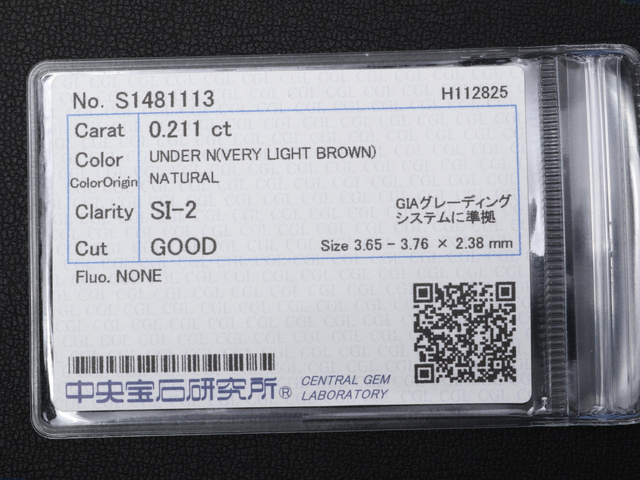 No. S1481113 H112825
Carat 0.211 ct
Color UNDER N(VERY LIGHT BROWN)
ColorOrigin NATURAL
Clarity SI-2 GIAグレーディング
システムに準拠
Cut GOOD Size 3.65 - 3.76 × 2.38 mm
Fluo. NONE
中央宝石研究所® CENTRAL GEM
LABORATORY